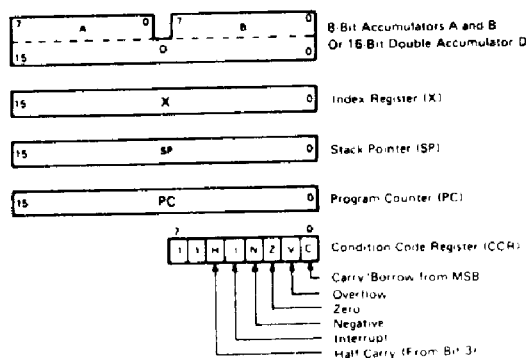 7 A 0 7 B 0 8-Bit Accumulators A and B
15 D 0 Or 16-Bit Double Accumulator D
15 X 0 Index Register (X)
15 SP 0 Stack Pointer (SP)
15 PC 0 Program Counter (PC)
7 0
1 1 H I N Z V C Condition Code Register (CCR)
Carry/Borrow from MSB
Overflow
Zero
Negative
Interrupt
Half Carry (From Bit 3)